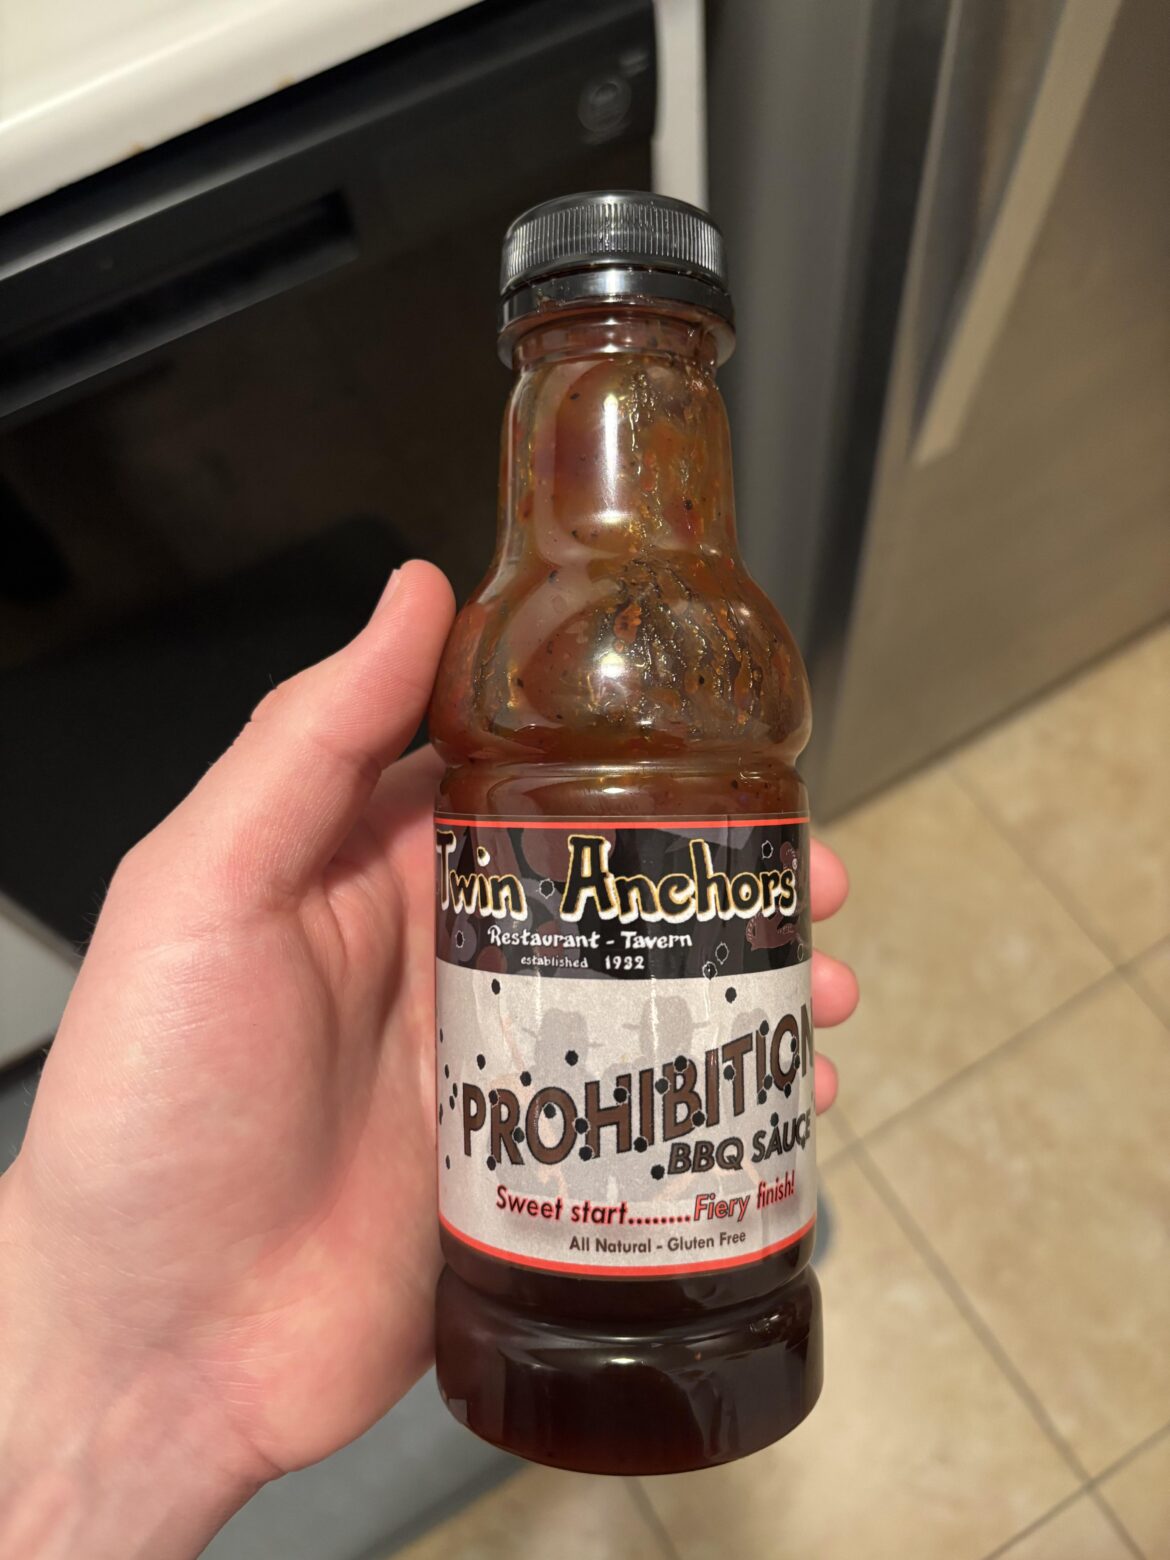 Twin Anchors
Restaurant - Tavern
established 1932
PROHIBITION
BBQ SAUCE
Sweet start........Fiery finish!
All Natural - Gluten Free